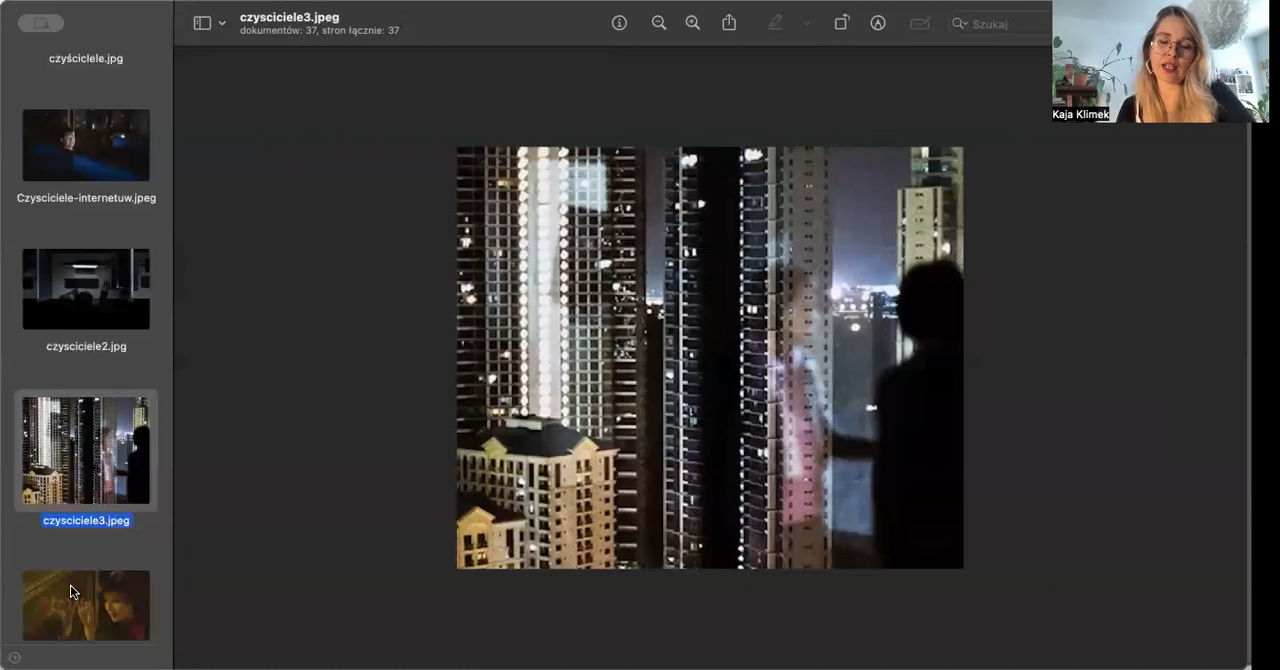 czyściciele.jpg
Czysciciele-internetuw.jpeg
czysciciele2.jpg
czysciciele3.jpeg
czysciciele3.jpeg
dokumentów: 37, stron łącznie: 37
Szukaj
Kaja Klimek